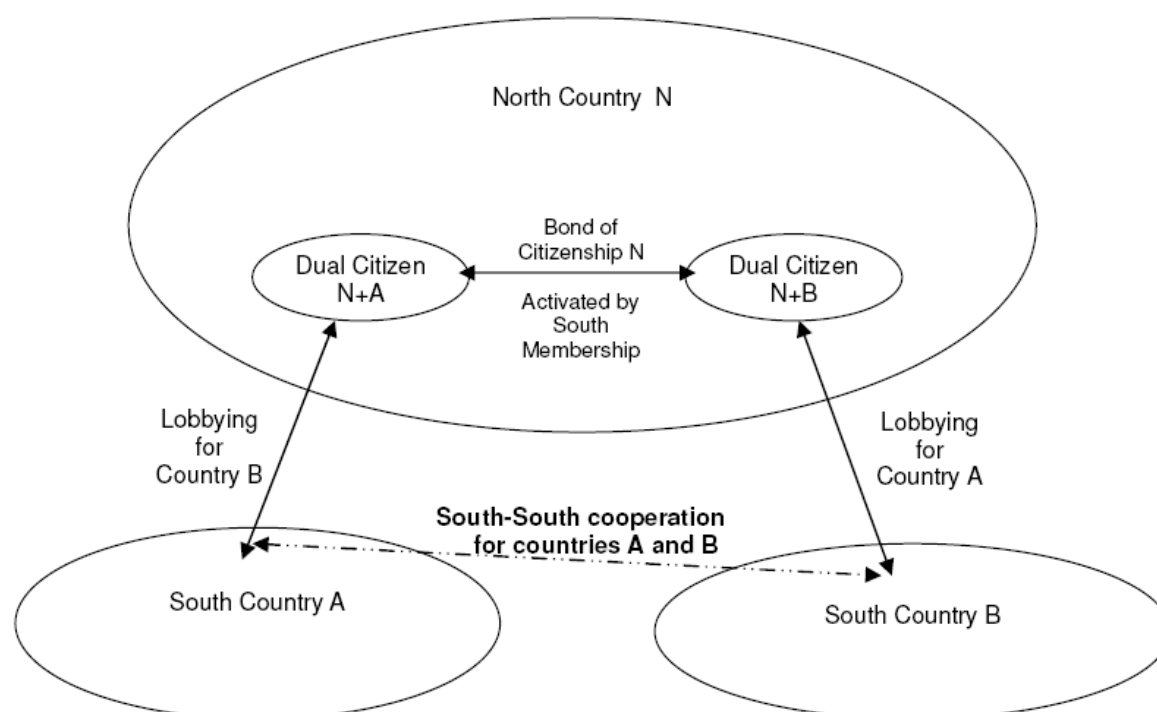 North Country N
Bond of
Citizenship N
Dual Citizen
N+A
Dual Citizen
N+B
Activated by
South
Membership
Lobbying
for
Country B
Lobbying
for
Country A
South-South cooperation
for countries A and B
South Country A
South Country B